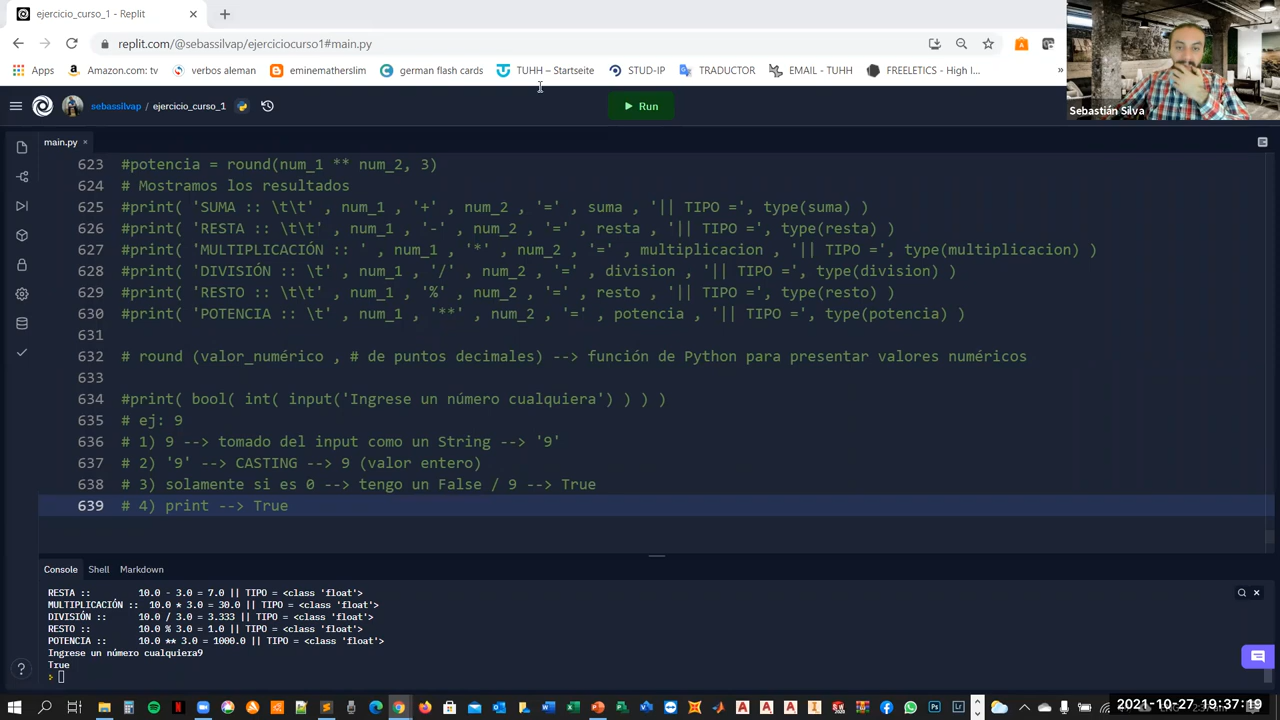 ejercicio_curso_1 - Replit
replit.com/@sebassilvap/ejerciciocurso1#main.py
Apps
Amazon.com: tv
verbos aleman
eminematherslim
german flash cards
TUHH – Startseite
STUD-IP
TRADUCTOR
EMAIL - TUHH
FREELETICS - High I...
»
Sebastián Silva
sebassilvap / ejercicio_curso_1
Run
main.py
623 #potencia = round(num_1 ** num_2, 3)
624 # Mostramos los resultados
625 #print( 'SUMA :: \t\t' , num_1 , '+' , num_2 , '=' , suma , '|| TIPO =', type(suma) )
626 #print( 'RESTA :: \t\t' , num_1 , '-' , num_2 , '=' , resta , '|| TIPO =', type(resta) )
627 #print( 'MULTIPLICACIÓN :: ' , num_1 , '*' , num_2 , '=' , multiplicacion , '|| TIPO =', type(multiplicacion) )
628 #print( 'DIVISIÓN :: \t' , num_1 , '/' , num_2 , '=' , division , '|| TIPO =', type(division) )
629 #print( 'RESTO :: \t\t' , num_1 , '%' , num_2 , '=' , resto , '|| TIPO =', type(resto) )
630 #print( 'POTENCIA :: \t' , num_1 , '**' , num_2 , '=' , potencia , '|| TIPO =', type(potencia) )
631
632 # round (valor_numérico , # de puntos decimales) --> función de Python para presentar valores numéricos
633
634 #print( bool( int( input('Ingrese un número cualquiera') ) ) )
635 # ej: 9
636 # 1) 9 --> tomado del input como un String --> '9'
637 # 2) '9' --> CASTING --> 9 (valor entero)
638 # 3) solamente si es 0 --> tengo un False / 9 --> True
639 # 4) print --> True
Console
Shell
Markdown
RESTA :: 10.0 - 3.0 = 7.0 || TIPO = <class 'float'>
MULTIPLICACIÓN :: 10.0 * 3.0 = 30.0 || TIPO = <class 'float'>
DIVISIÓN :: 10.0 / 3.0 = 3.333 || TIPO = <class 'float'>
RESTO :: 10.0 % 3.0 = 1.0 || TIPO = <class 'float'>
POTENCIA :: 10.0 ** 3.0 = 1000.0 || TIPO = <class 'float'>
Ingrese un número cualquiera9
True
2021-10-27 19:37:19